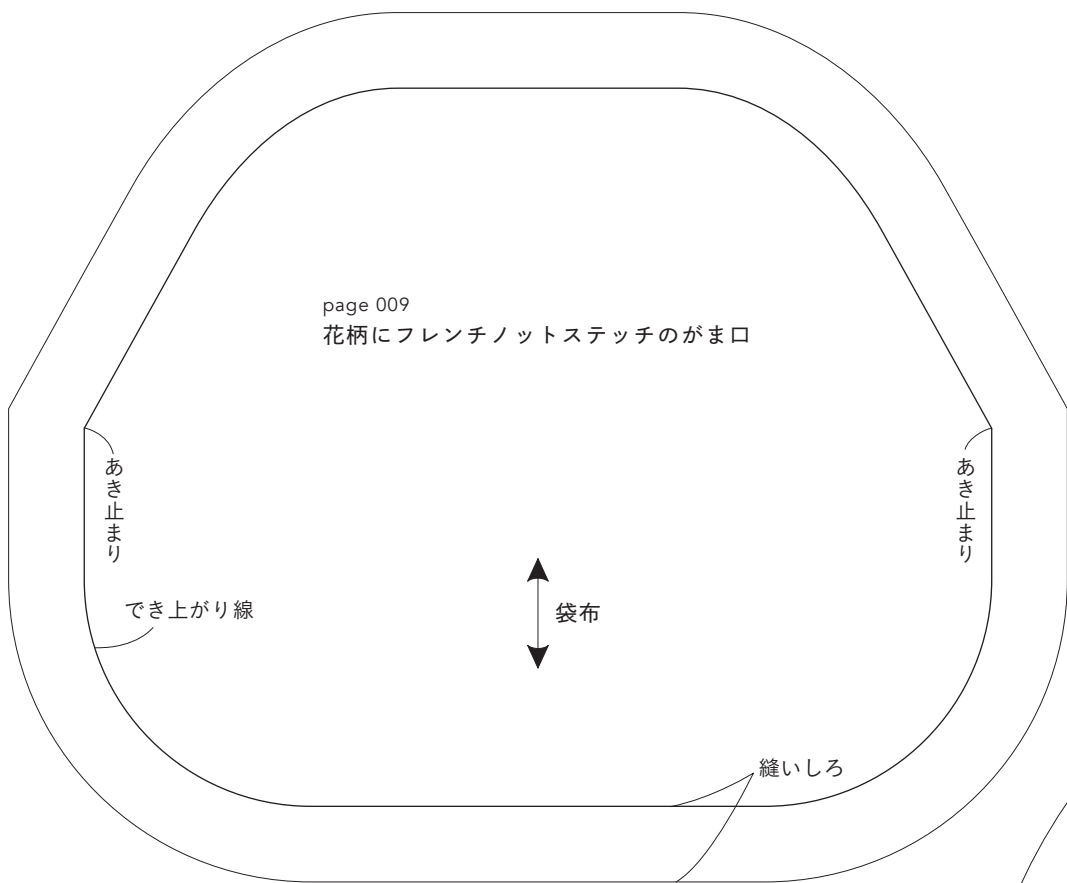 page 009
花柄にフレンチノットステッチのがま口
あき止まり
あき止まり
でき上がり線
袋布
縫いしろ